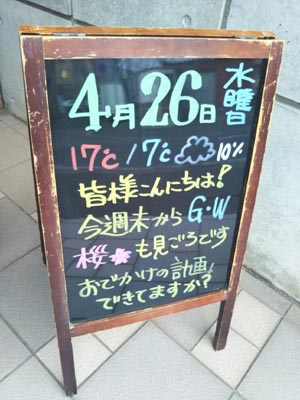 4月26日 水曜日
17℃ / 7℃ 10%
皆様こんにちは!
今週末からG・W
桜も見ごろです
おでかけの計画
できてますか?